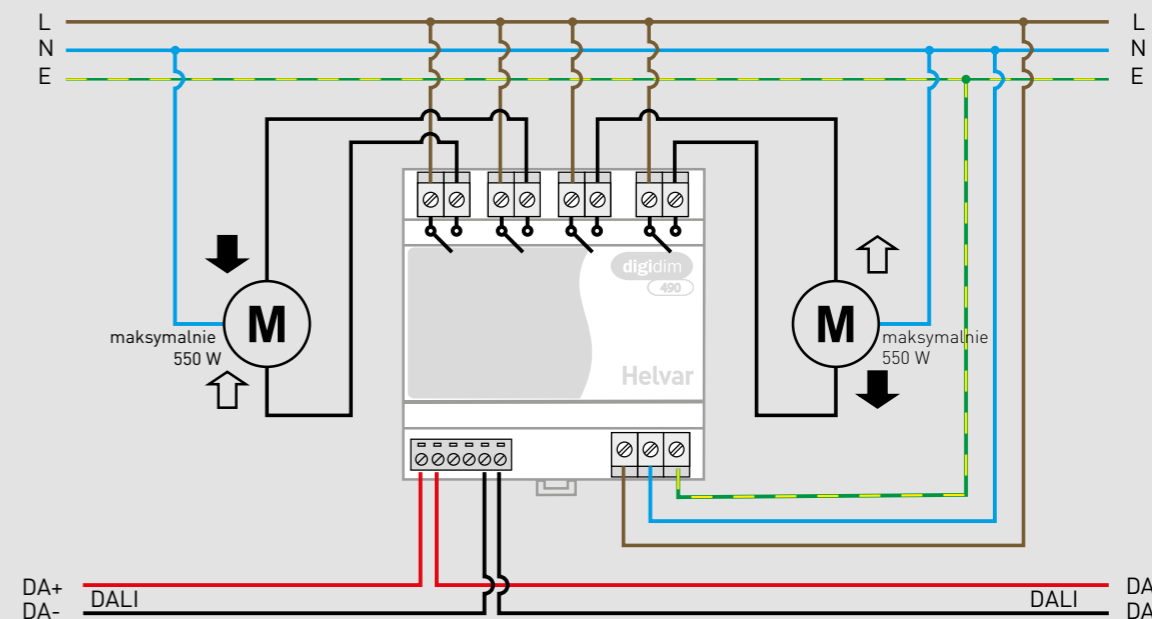 L
L
N
N
E
E
digidim
490
M
M
maksymalnie
550 W
maksymalnie
550 W
Helvar
DA+
DA
DALI
DALI
DA-
DA